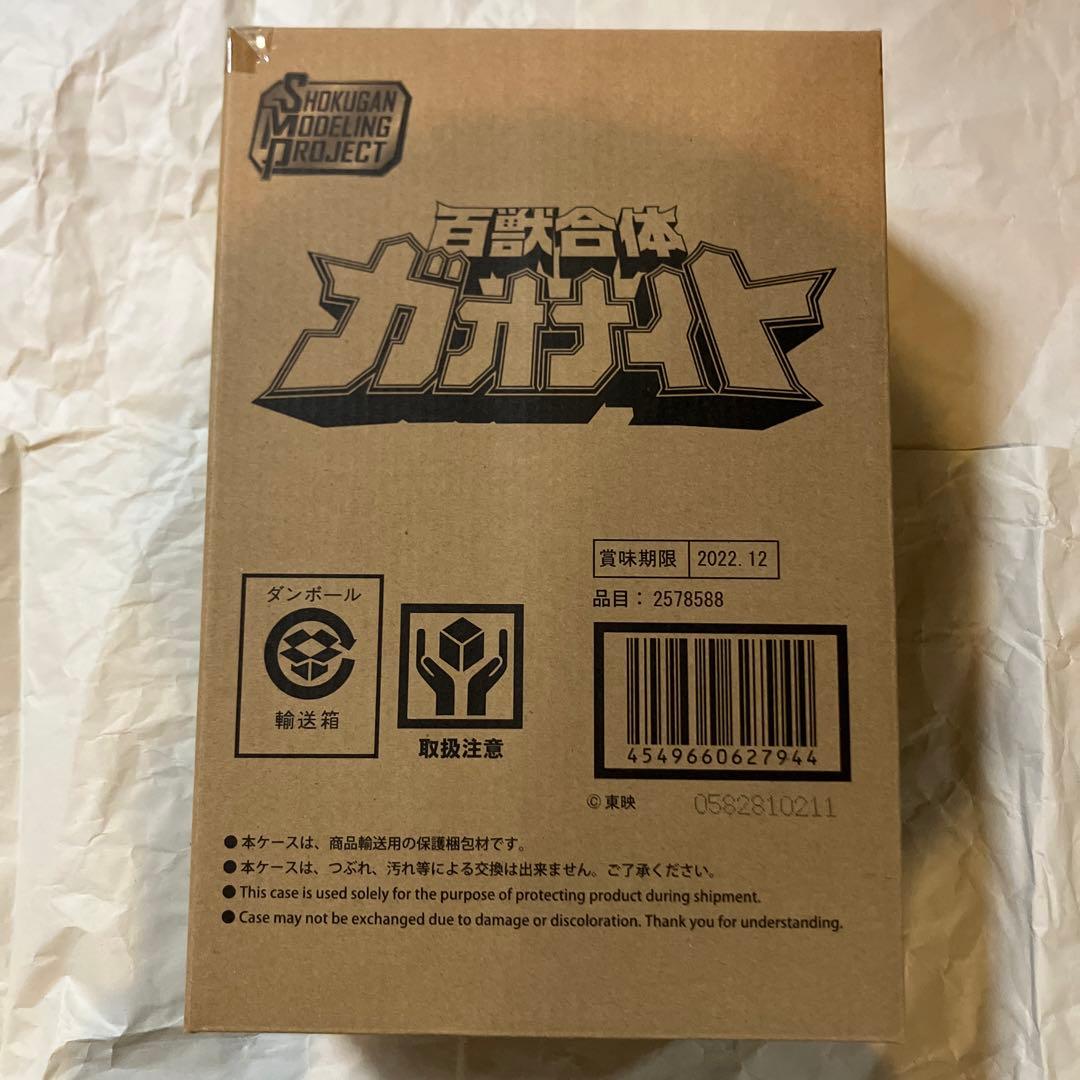 SHOKUGAN
MODELING
PROJECT
百獣合体
ガオナイト
賞味期限 2022.12
品目：2578588
ダンボール
輸送箱
取扱注意
4549660627944
©東映 0582810211
● 本ケースは、商品輸送用の保護梱包材です。
● 本ケースは、つぶれ、汚れ等による交換は出来ません。ご了承ください。
● This case is used solely for the purpose of protecting product during shipment.
● Case may not be exchanged due to damage or discoloration. Thank you for understanding.